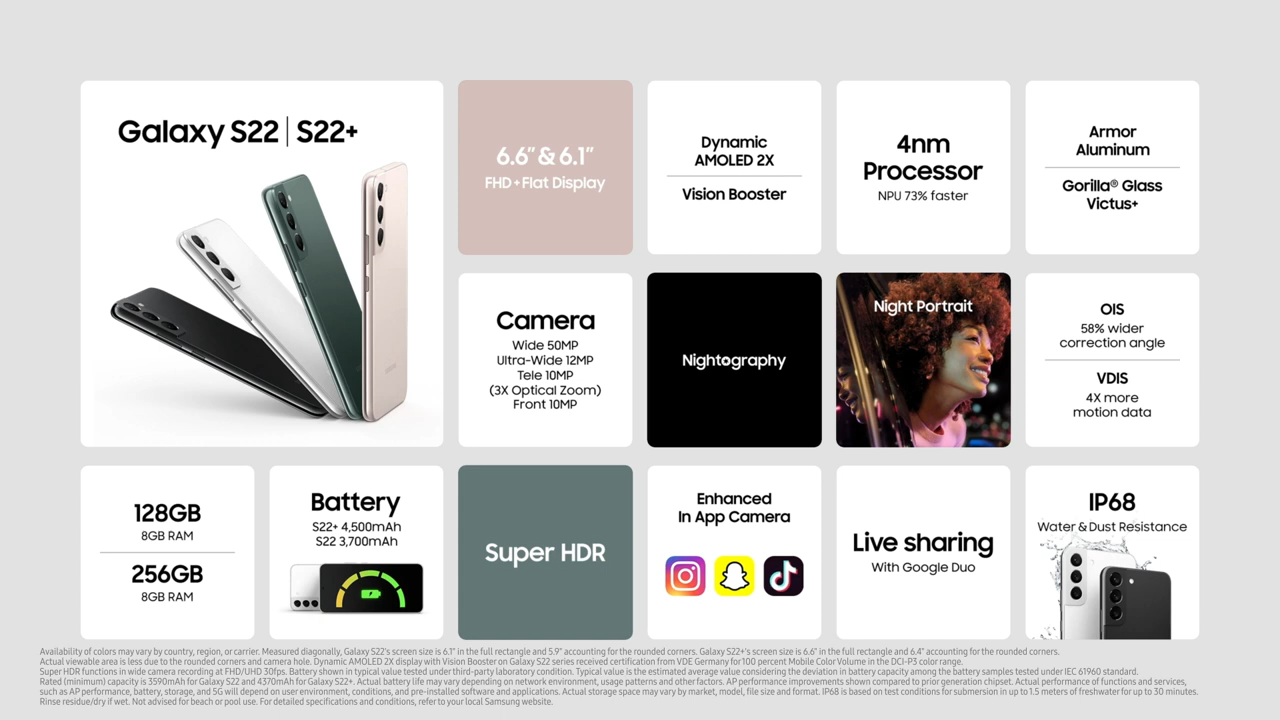 Galaxy S22 | S22+
6.6” & 6.1”
FHD+ Flat Display
Dynamic
AMOLED 2X
Vision Booster
4nm
Processor
NPU 73% faster
Armor
Aluminum
Gorilla® Glass
Victus+
Camera
Wide 50MP
Ultra-Wide 12MP
Tele 10MP
(3X Optical Zoom)
Front 10MP
Nightography
Night Portrait
OIS
58% wider
correction angle
VDIS
4X more
motion data
128GB
8GB RAM
256GB
8GB RAM
Battery
S22+ 4,500mAh
S22 3,700mAh
Super HDR
Enhanced
In App Camera
Live sharing
With Google Duo
IP68
Water & Dust Resistance
Availability of colors may vary by country, region, or carrier. Measured diagonally, Galaxy S22's screen size is 6.1" in the full rectangle and 5.9" accounting for the rounded corners. Galaxy S22+'s screen size is 6.6" in the full rectangle and 6.4" accounting for the rounded corners.
Actual viewable area is less due to the rounded corners and camera hole. Dynamic AMOLED 2X display with Vision Booster on Galaxy S22 series received certification from VDE Germany for 100 percent Mobile Color Volume in the DCI-P3 color range.
Super HDR functions in wide camera recording at FHD/UHD 30fps. Battery shown in typical value tested under third-party laboratory condition. Typical value is the estimated average value considering the deviation in battery capacity among the battery samples tested under IEC 61960 standard.
Rated (minimum) capacity is 3590mAh for Galaxy S22 and 4370mAh for Galaxy S22+. Actual battery life may vary depending on network environment, usage patterns and other factors. AP performance improvements shown compared to prior generation chipset. Actual performance of functions and services,
such as AP performance, battery, storage, and 5G will depend on user environment, conditions, and pre-installed software and applications. Actual storage space may vary by market, model, file size and format. IP68 is based on test conditions for submersion in up to 1.5 meters of freshwater for up to 30 minutes.
Rinse residue/dry if wet. Not advised for beach or pool use. For detailed specifications and conditions, refer to your local Samsung website.